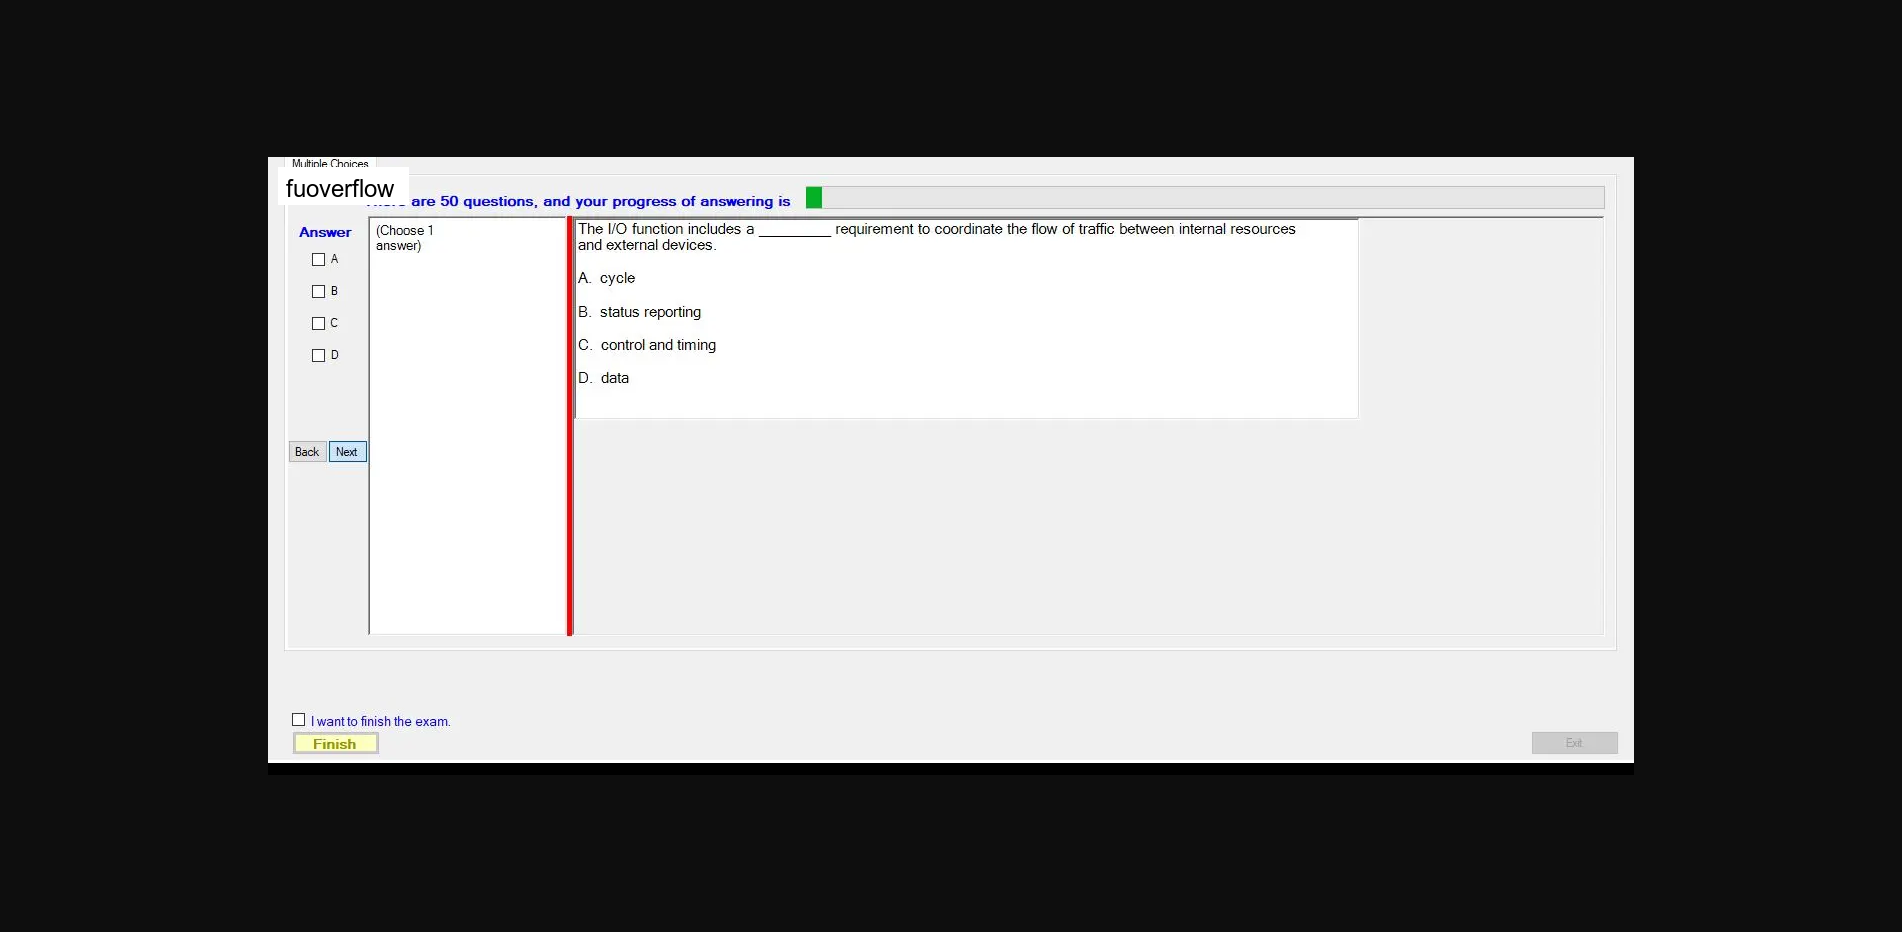 Multiple Choices
fuoverflow
are 50 questions, and your progress of answering is
Answer
A
B
C
D
Back Next
(Choose 1
answer)
The I/O function includes a _________ requirement to coordinate the flow of traffic between internal resources
and external devices.
A. cycle
B. status reporting
C. control and timing
D. data
I want to finish the exam.
Finish
Exit